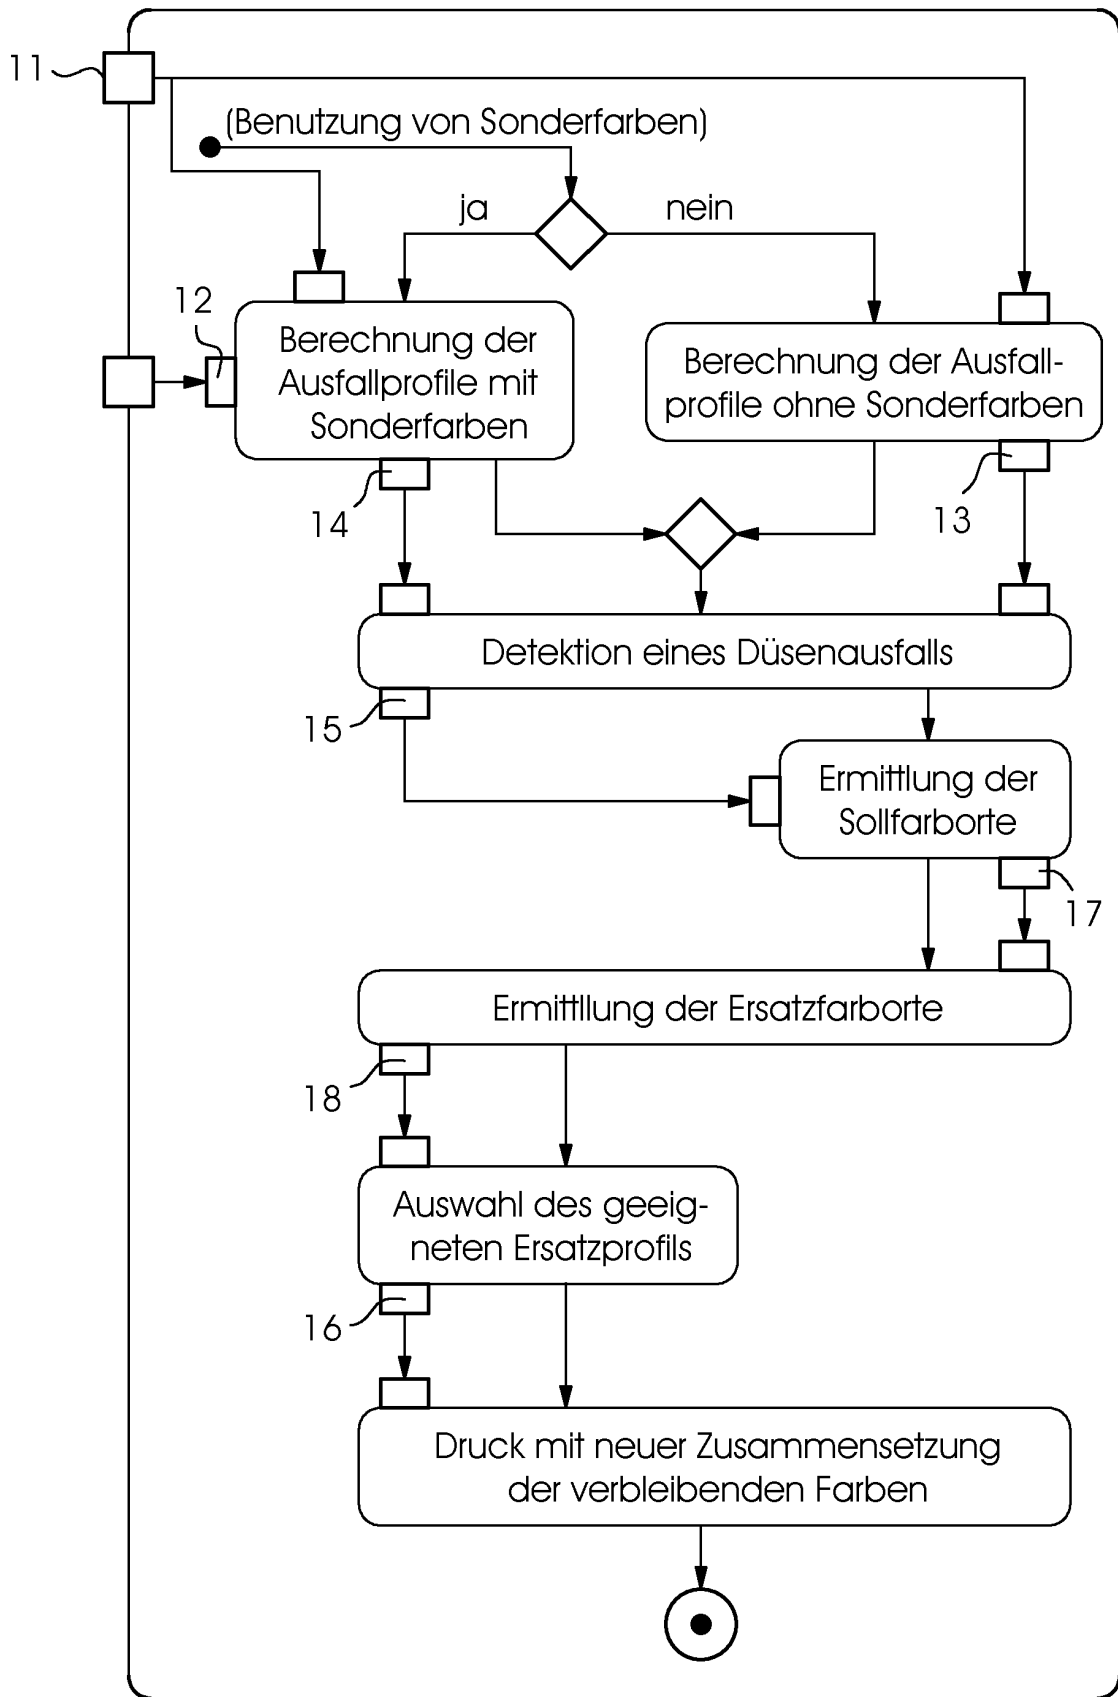 11
(Benutzung von Sonderfarben)
ja
nein
12
Berechnung der
Ausfallprofile mit
Sonderfarben
Berechnung der Ausfall-
profile ohne Sonderfarben
14
13
Detektion eines Düsenausfalls
15
Ermittlung der
Sollfarborte
17
Ermittllung der Ersatzfarborte
18
Auswahl des geeig-
neten Ersatzprofils
16
Druck mit neuer Zusammensetzung
der verbleibenden Farben